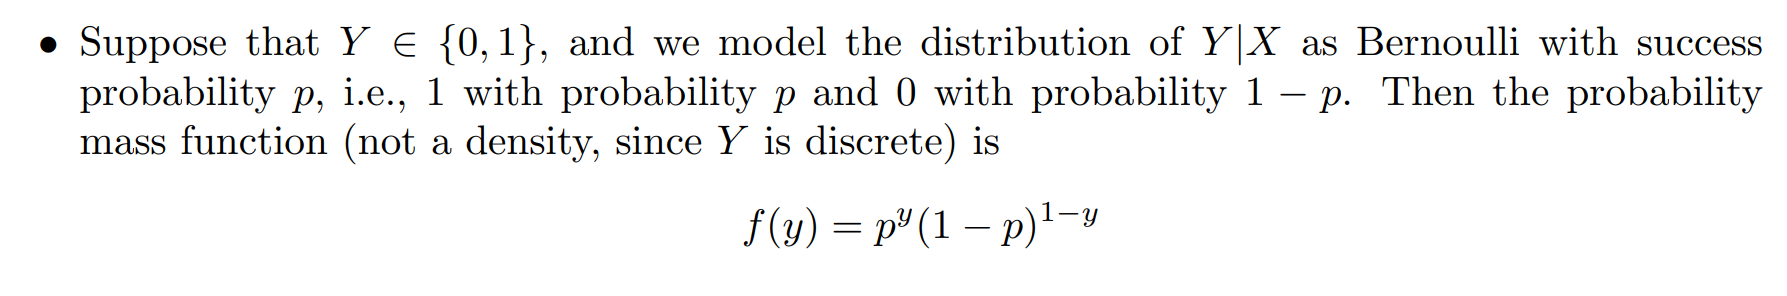 • Suppose that Y ∈ {0, 1}, and we model the distribution of Y|X as Bernoulli with success
probability p, i.e., 1 with probability p and 0 with probability 1 − p. Then the probability
mass function (not a density, since Y is discrete) is
f(y) = p^y(1 − p)^{1−y}